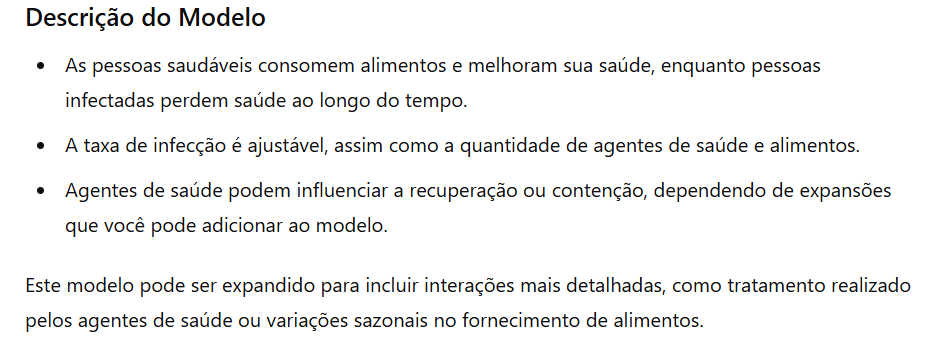 Descrição do Modelo
• As pessoas saudáveis consomem alimentos e melhoram sua saúde, enquanto pessoas
infectadas perdem saúde ao longo do tempo.
• A taxa de infecção é ajustável, assim como a quantidade de agentes de saúde e alimentos.
• Agentes de saúde podem influenciar a recuperação ou contenção, dependendo de expansões
que você pode adicionar ao modelo.
Este modelo pode ser expandido para incluir interações mais detalhadas, como tratamento realizado
pelos agentes de saúde ou variações sazonais no fornecimento de alimentos.